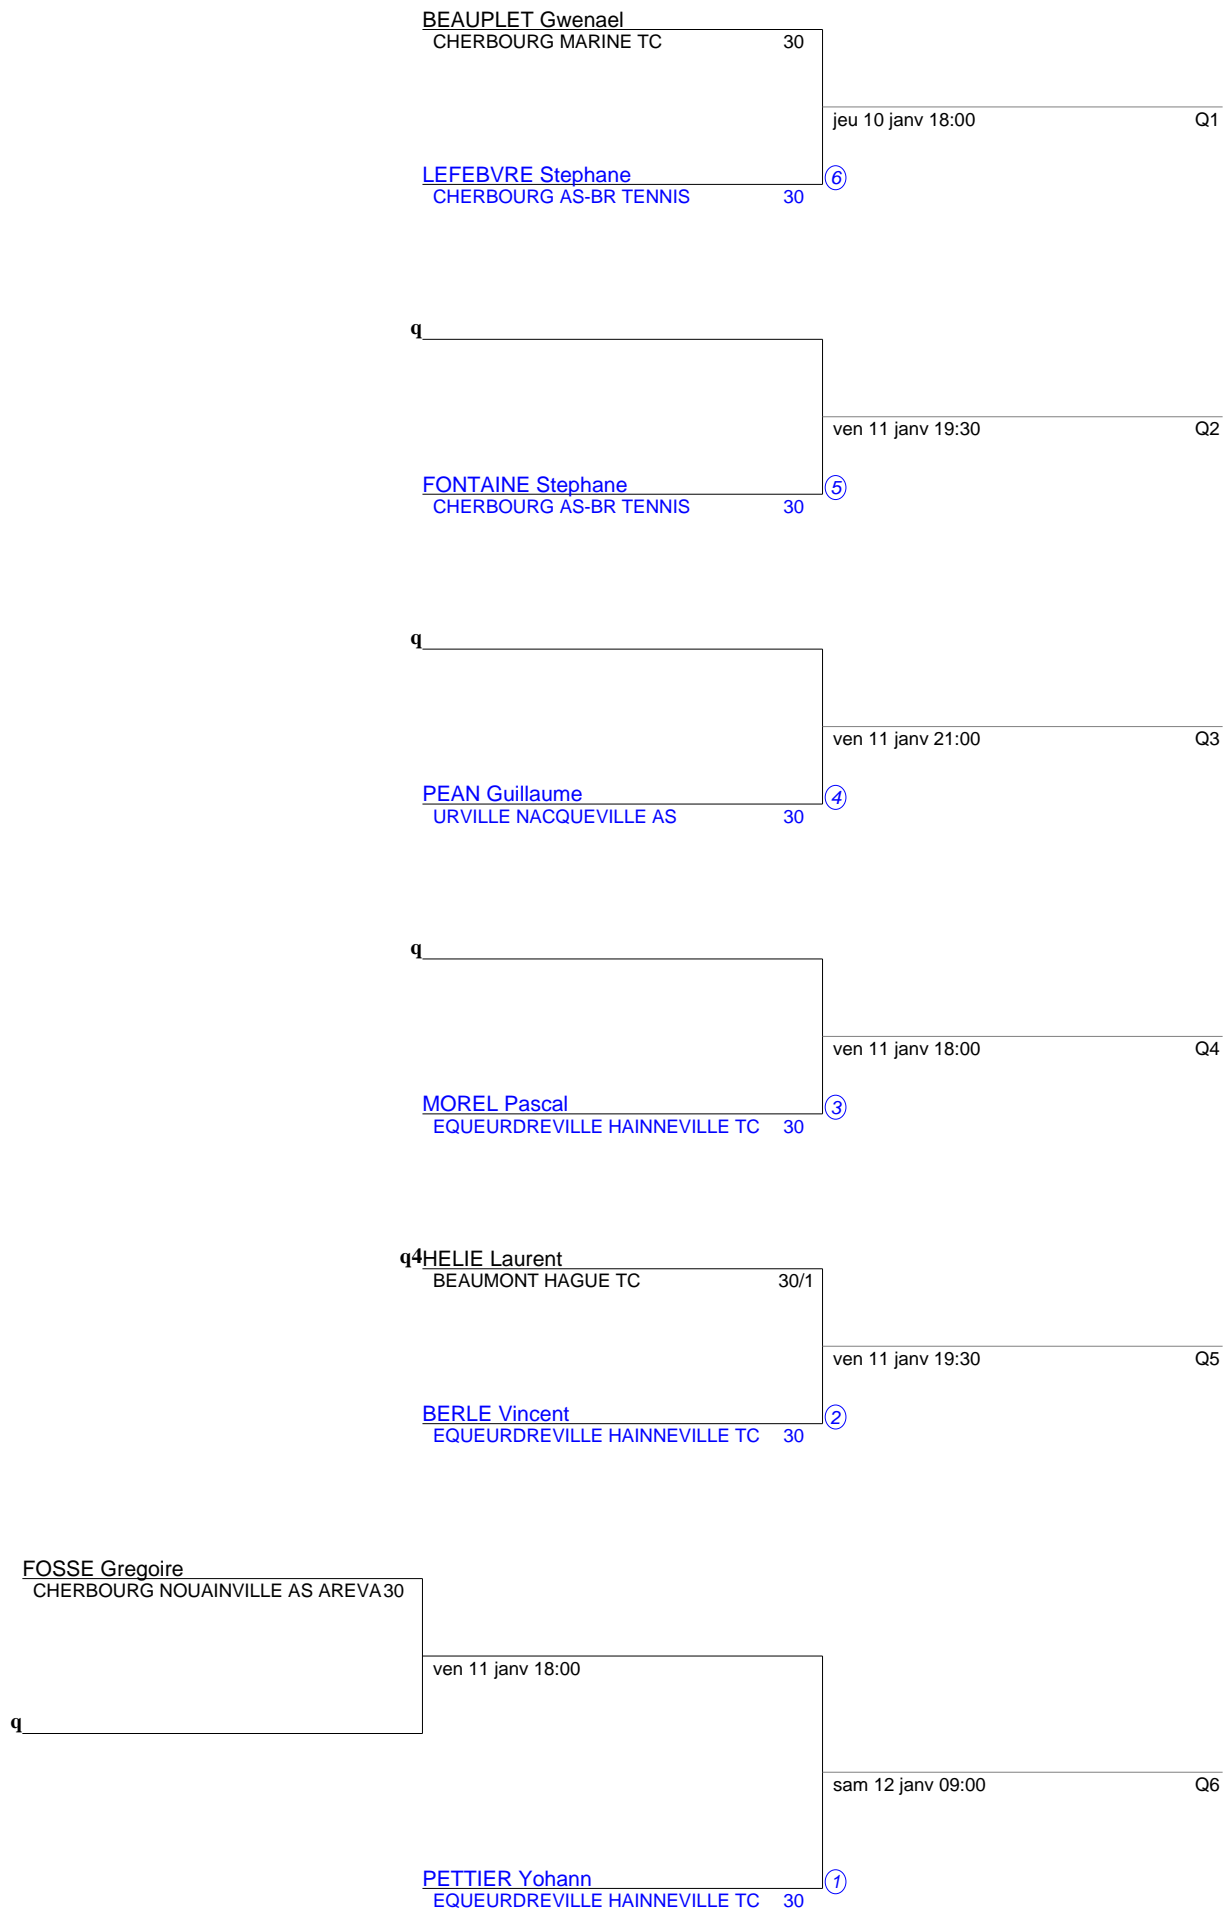 BEAUPLET Gwenael
CHERBOURG MARINE TC 30
jeu 10 janv 18:00 Q1
LEFEBVRE Stephane 6
CHERBOURG AS-BR TENNIS 30
q
ven 11 janv 19:30 Q2
FONTAINE Stephane 5
CHERBOURG AS-BR TENNIS 30
q
ven 11 janv 21:00 Q3
PEAN Guillaume 4
URVILLE NACQUEVILLE AS 30
q
ven 11 janv 18:00 Q4
MOREL Pascal 3
EQUEURDREVILLE HAINNEVILLE TC 30
q4 HELIE Laurent
BEAUMONT HAGUE TC 30/1
ven 11 janv 19:30 Q5
BERLE Vincent 2
EQUEURDREVILLE HAINNEVILLE TC 30
FOSSE Gregoire
CHERBOURG NOUAINVILLE AS AREVA 30
ven 11 janv 18:00
q
sam 12 janv 09:00 Q6
PETTIER Yohann 1
EQUEURDREVILLE HAINNEVILLE TC 30